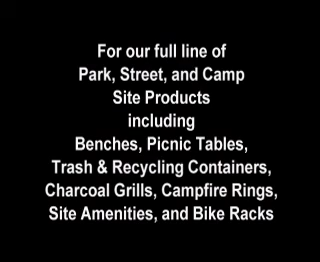 For our full line of
Park, Street, and Camp
Site Products
including
Benches, Picnic Tables,
Trash & Recycling Containers,
Charcoal Grills, Campfire Rings,
Site Amenities, and Bike Racks